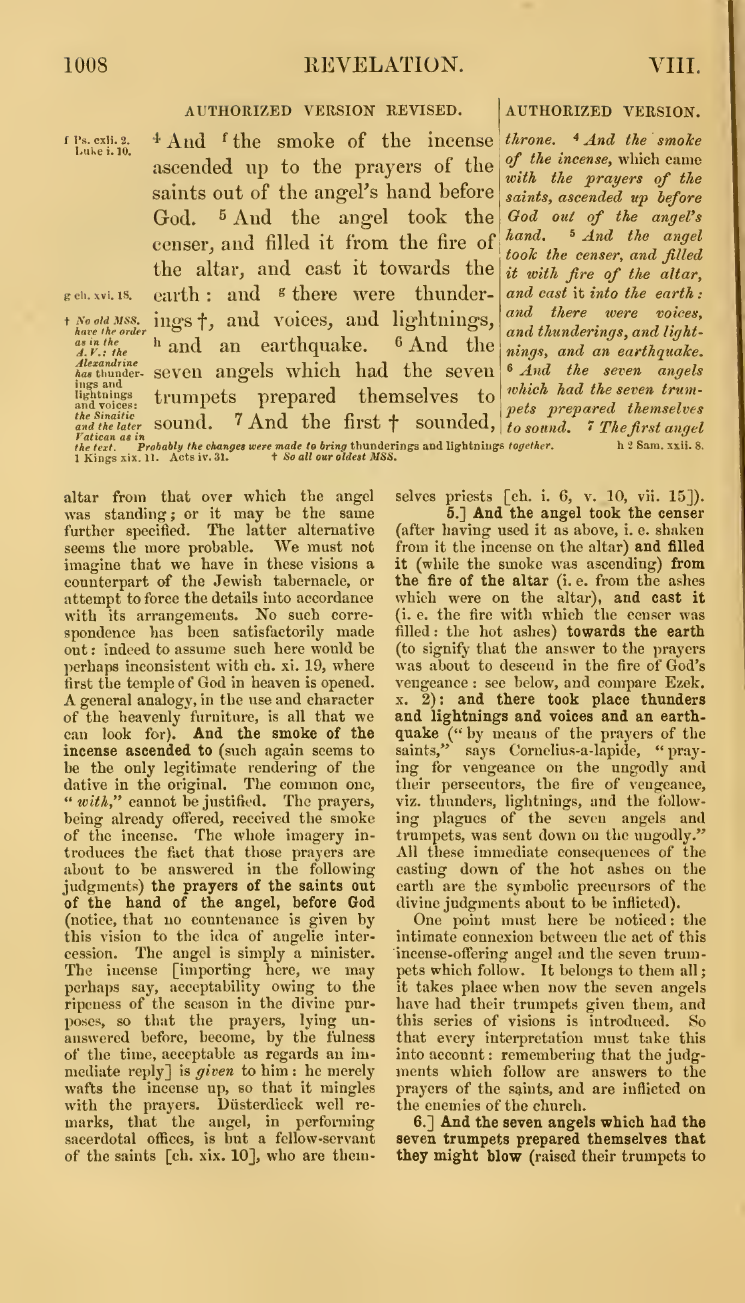 1008
REVELATION.
VIII.
AUTHORIZED VERSION REVISED.
f Ps. cxli. 2.
Luke i. 10.
4 And f the smoke of the incense
ascended up to the prayers of the
saints out of the angel's hand before
God. 5 And the angel took the
censer, and filled it from the fire of
the altar, and cast it towards the
g ch. xvi. 18.
earth : and g there were thunder-
ings †, and voices, and lightnings,
h and an earthquake. 6 And the
seven angels which had the seven
trumpets prepared themselves to
sound. 7 And the first † sounded,
† No old MSS.
have the order
as in the
A. V.: the
Alexandrine
has thunder-
ings and
lightnings
and voices:
the Sinaitic
and the later
Vatican as in
the text. Probably the changes were made to bring thunderings and lightnings together.
h 2 Sam. xxii. 8.
1 Kings xix. 11. Acts iv. 31.
† So all our oldest MSS.
AUTHORIZED VERSION.
throne. 4 And the smoke
of the incense, which came
with the prayers of the
saints, ascended up before
God out of the angel's
hand. 5 And the angel
took the censer, and filled
it with fire of the altar,
and cast it into the earth :
and there were voices,
and thunderings, and light-
nings, and an earthquake.
6 And the seven angels
which had the seven trum-
pets prepared themselves
to sound. 7 The first angel
altar from that over which the angel
was standing; or it may be the same
further specified. The latter alternative
seems the more probable. We must not
imagine that we have in these visions a
counterpart of the Jewish tabernacle, or
attempt to force the details into accordance
with its arrangements. No such corre-
spondence has been satisfactorily made
out: indeed to assume such here would be
perhaps inconsistent with ch. xi. 19, where
first the temple of God in heaven is opened.
A general analogy, in the use and character
of the heavenly furniture, is all that we
can look for). And the smoke of the
incense ascended to (such again seems to
be the only legitimate rendering of the
dative in the original. The common one,
“ with,” cannot be justified. The prayers,
being already offered, received the smoke
of the incense. The whole imagery in-
troduces the fact that those prayers are
about to be answered in the following
judgments) the prayers of the saints out
of the hand of the angel, before God
(notice, that no countenance is given by
this vision to the idea of angelic inter-
cession. The angel is simply a minister.
The incense [importing here, we may
perhaps say, acceptability owing to the
ripeness of the season in the divine pur-
poses, so that the prayers, lying un-
answered before, become, by the fulness
of the time, acceptable as regards an im-
mediate reply] is given to him : he merely
wafts the incense up, so that it mingles
with the prayers. Düsterdieck well re-
marks, that the angel, in performing
sacerdotal offices, is but a fellow-servant
of the saints [ch. xix. 10], who are them-
selves priests [ch. i. 6, v. 10, vii. 15]).
5.] And the angel took the censer
(after having used it as above, i. e. shaken
from it the incense on the altar) and filled
it (while the smoke was ascending) from
the fire of the altar (i. e. from the ashes
which were on the altar), and cast it
(i. e. the fire with which the censer was
filled: the hot ashes) towards the earth
(to signify that the answer to the prayers
was about to descend in the fire of God's
vengeance : see below, and compare Ezek.
x. 2): and there took place thunders
and lightnings and voices and an earth-
quake (“ by means of the prayers of the
saints,” says Cornelius-a-lapide, “ pray-
ing for vengeance on the ungodly and
their persecutors, the fire of vengeance,
viz. thunders, lightnings, and the follow-
ing plagues of the seven angels and
trumpets, was sent down on the ungodly.”
All these immediate consequences of the
casting down of the hot ashes on the
earth are the symbolic precursors of the
divine judgments about to be inflicted).
One point must here be noticed: the
intimate connexion between the act of this
incense-offering angel and the seven trum-
pets which follow. It belongs to them all;
it takes place when now the seven angels
have had their trumpets given them, and
this series of visions is introduced. So
that every interpretation must take this
into account: remembering that the judg-
ments which follow are answers to the
prayers of the saints, and are inflicted on
the enemies of the church.
6.] And the seven angels which had the
seven trumpets prepared themselves that
they might blow (raised their trumpets to